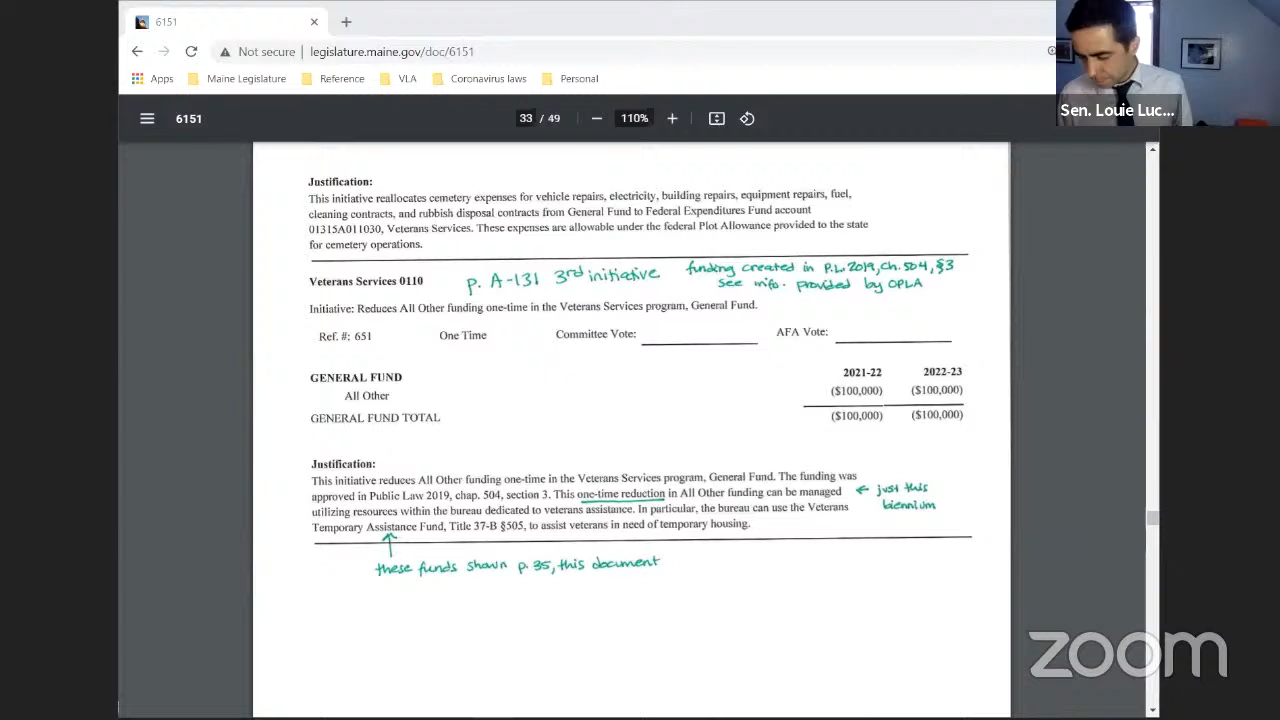 6151
Not secure | legislature.maine.gov/doc/6151
Apps Maine Legislature Reference VLA Coronavirus laws Personal
Sen. Louie Luc...
6151 33 / 49 110%
Justification:
This initiative reallocates cemetery expenses for vehicle repairs, electricity, building repairs, equipment repairs, fuel,
cleaning contracts, and rubbish disposal contracts from General Fund to Federal Expenditures Fund account
01315A011030, Veterans Services. These expenses are allowable under the federal Plot Allowance provided to the state
for cemetery operations.
funding created in P.L. 2019, Ch. 504, §3
Veterans Services 0110 p. A-131 3rd initiative
see info. provided by OPLA
Initiative: Reduces All Other funding one-time in the Veterans Services program, General Fund.
Ref. #: 651 One Time Committee Vote: AFA Vote:
GENERAL FUND 2021-22 2022-23
All Other ($100,000) ($100,000)
GENERAL FUND TOTAL ($100,000) ($100,000)
Justification:
This initiative reduces All Other funding one-time in the Veterans Services program, General Fund. The funding was
approved in Public Law 2019, chap. 504, section 3. This one-time reduction in All Other funding can be managed
utilizing resources within the bureau dedicated to veterans assistance. In particular, the bureau can use the Veterans
Temporary Assistance Fund, Title 37-B §505, to assist veterans in need of temporary housing.
← just this
biennium
these funds shown p. 35, this document
zoom